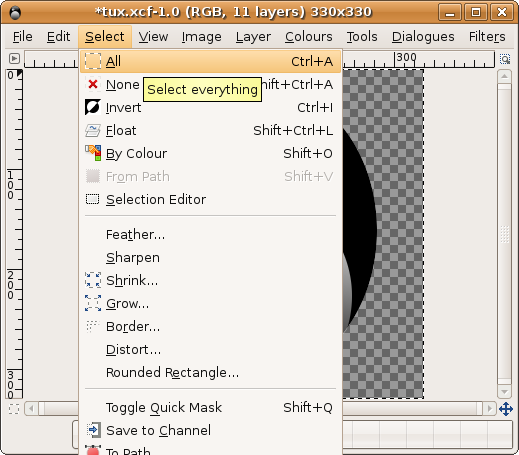 *tux.xcf-1.0 (RGB, 11 layers) 330x330
File Edit Select View Image Layer Colours Tools Dialogues Filters
300
All Ctrl+A
None Shift+Ctrl+A
Select everything
Invert Ctrl+I
Float Shift+Ctrl+L
By Colour Shift+O
From Path Shift+V
Selection Editor
Feather...
Sharpen
Shrink...
Grow...
Border...
Distort...
Rounded Rectangle...
Toggle Quick Mask Shift+Q
Save to Channel
To Path
0
100
200
300